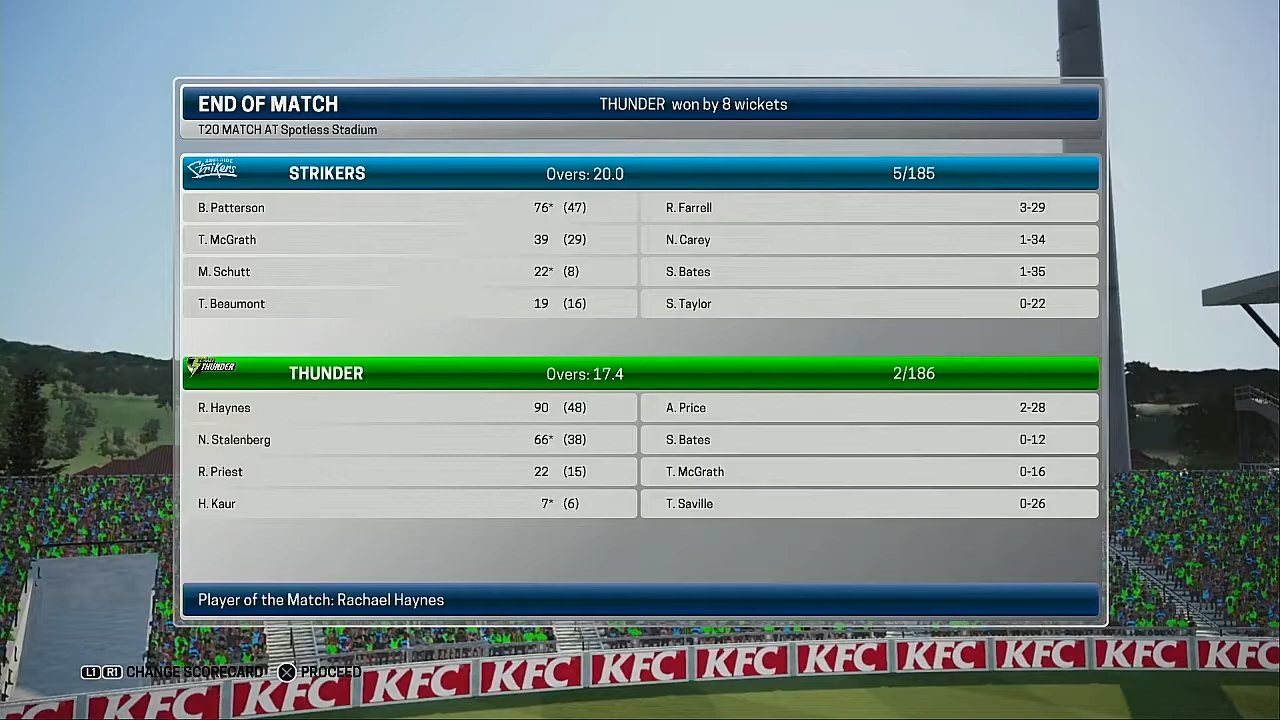 END OF MATCH THUNDER won by 8 wickets
T20 MATCH AT Spotless Stadium
ADELAIDE Strikers STRIKERS Overs: 20.0 5/185
B. Patterson 76* (47) R. Farrell 3-29
T. McGrath 39 (29) N. Carey 1-34
M. Schutt 22* (8) S. Bates 1-35
T. Beaumont 19 (16) S. Taylor 0-22
THUNDER THUNDER Overs: 17.4 2/186
R. Haynes 90 (48) A. Price 2-28
N. Stalenberg 66* (38) S. Bates 0-12
R. Priest 22 (15) T. McGrath 0-16
H. Kaur 7* (6) T. Saville 0-26
Player of the Match: Rachael Haynes
L1 R1 CHANGE SCORECARD X PROCEED
KFC KFC KFC KFC KFC KFC KFC KFC KFC KFC